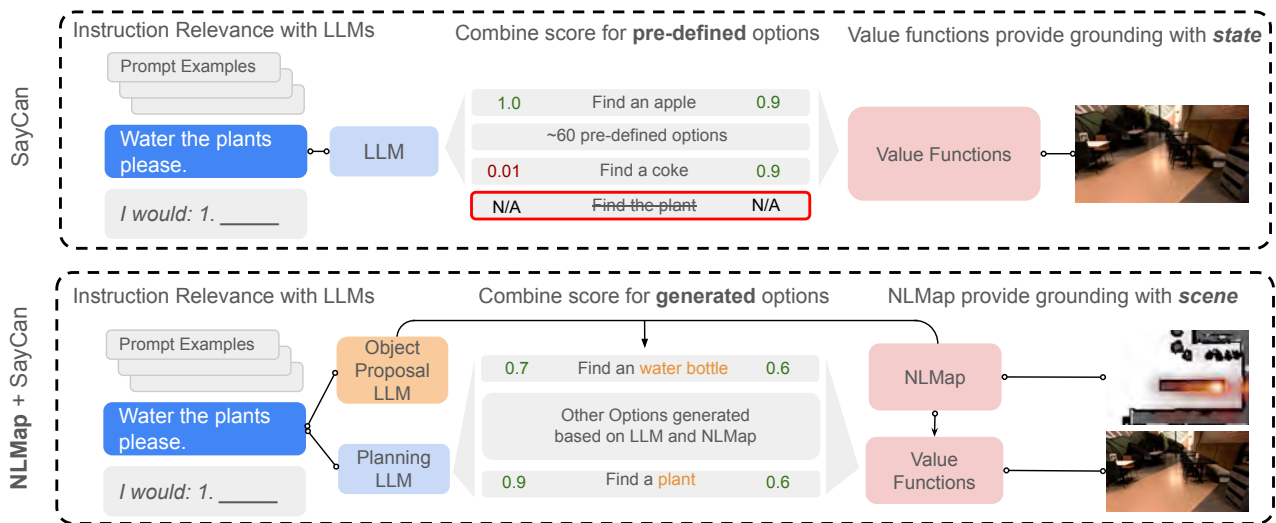 SayCan
Instruction Relevance with LLMs
Combine score for pre-defined options
Value functions provide grounding with state
Prompt Examples
Water the plants
please.
I would: 1. _____
LLM
1.0 Find an apple 0.9
~60 pre-defined options
0.01 Find a coke 0.9
N/A Find the plant N/A
Value Functions
NLMap + SayCan
Instruction Relevance with LLMs
Combine score for generated options
NLMap provide grounding with scene
Prompt Examples
Water the plants
please.
I would: 1. _____
Object
Proposal
LLM
Planning
LLM
0.7 Find an water bottle 0.6
Other Options generated
based on LLM and NLMap
0.9 Find a plant 0.6
NLMap
Value
Functions